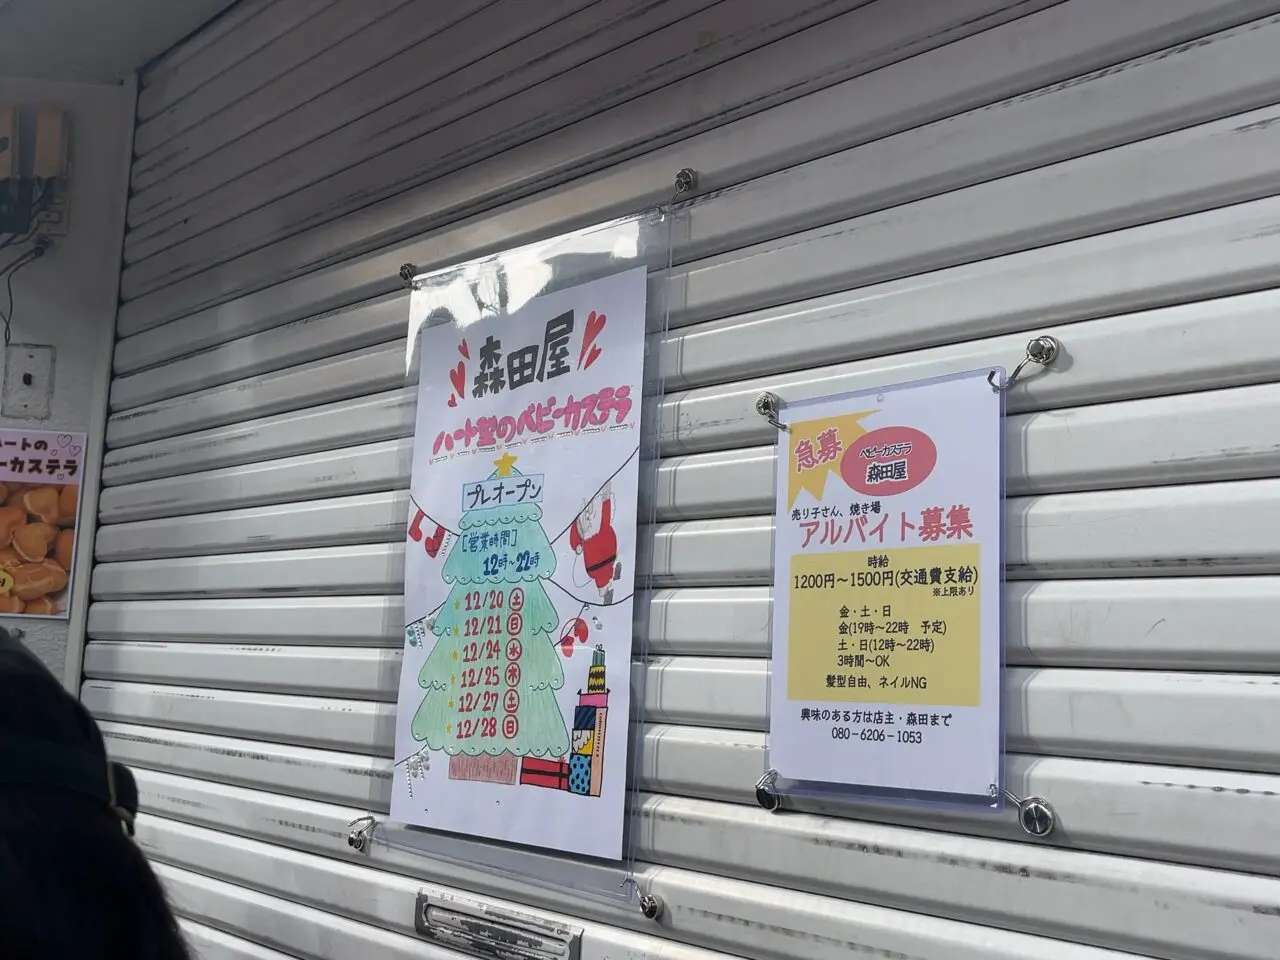 ハートの
ーカステラ
森田屋
ハート型のベビーカステラ
プレオープン
[営業時間]
12時~22時
12/20 土
12/21 日
12/24 水
12/25 木
12/27 土
12/28 日
急募
ベビーカステラ
森田屋
売り子さん、焼き場
アルバイト募集
時給
1200円～1500円(交通費支給)
※上限あり
金・土・日
金(19時～22時 予定)
土・日(12時～22時)
3時間～OK
髪型自由、ネイルNG
興味のある方は店主・森田まで
080-6206-1053